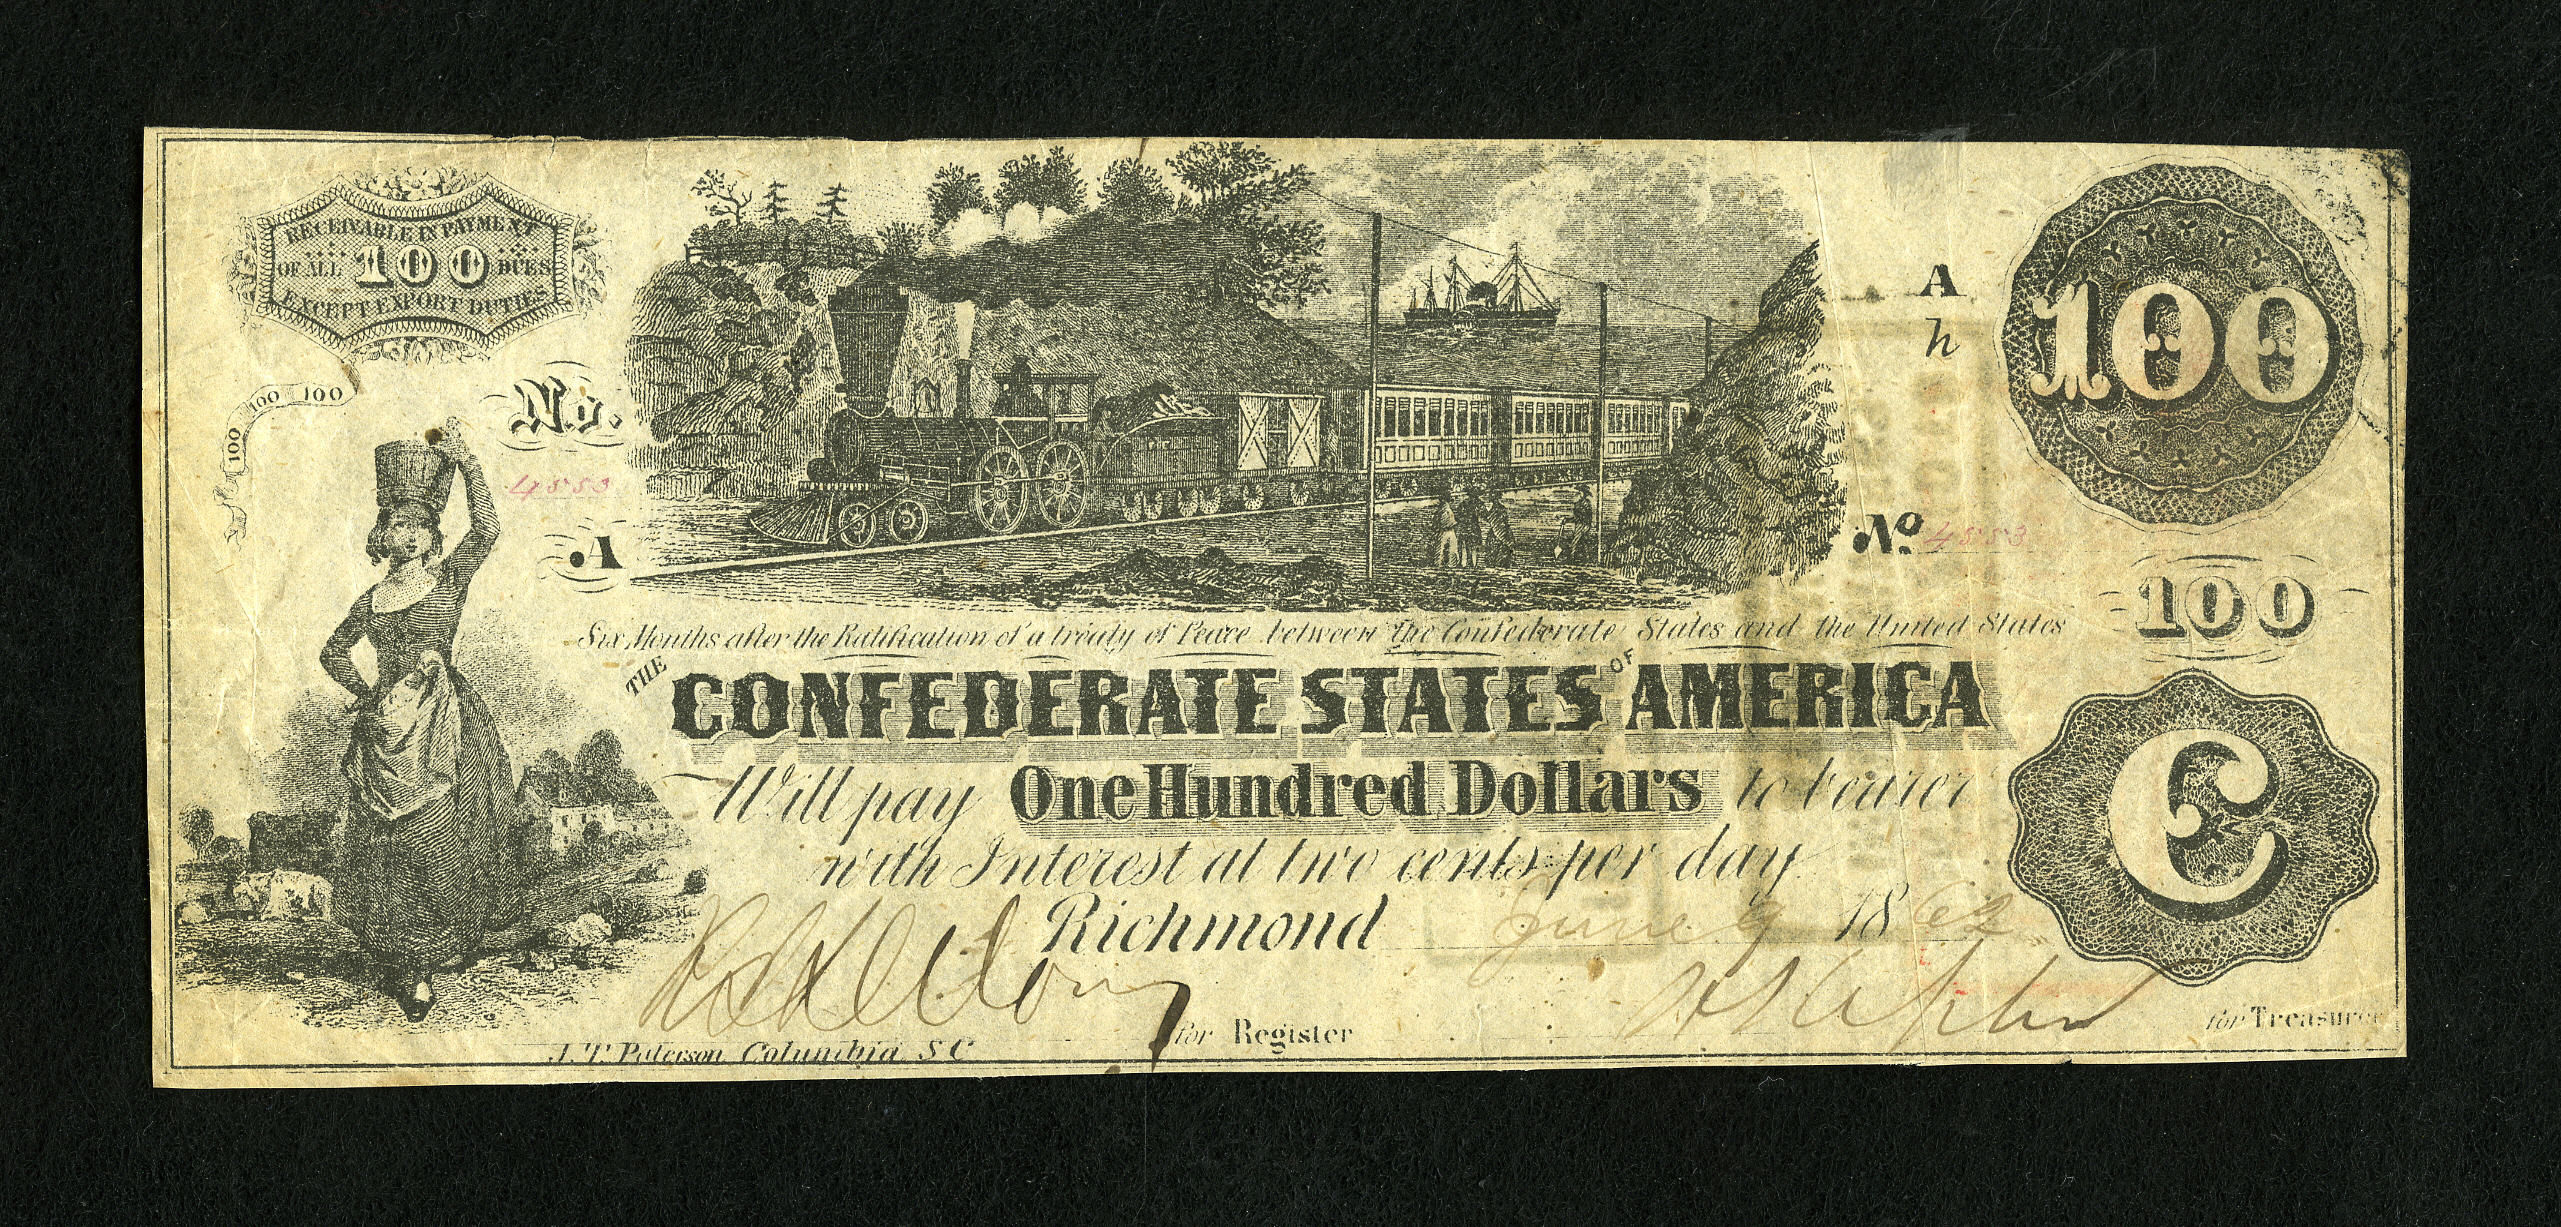 RECEIVABLE IN PAYMENT
OF ALL 100 DUES
EXCEPT EXPORT DUTIES
100 100 100
No.
4553
A
A
h
100
No 4553
100
Six Months after the Ratification of a treaty of Peace between the Confederate States and the United States
THE CONFEDERATE STATES OF AMERICA
Will pay One Hundred Dollars to bearer
with Interest at two cents per day
C
Richmond June 9 1862
for Register
for Treasurer
J. T. Paterson Columbia S C